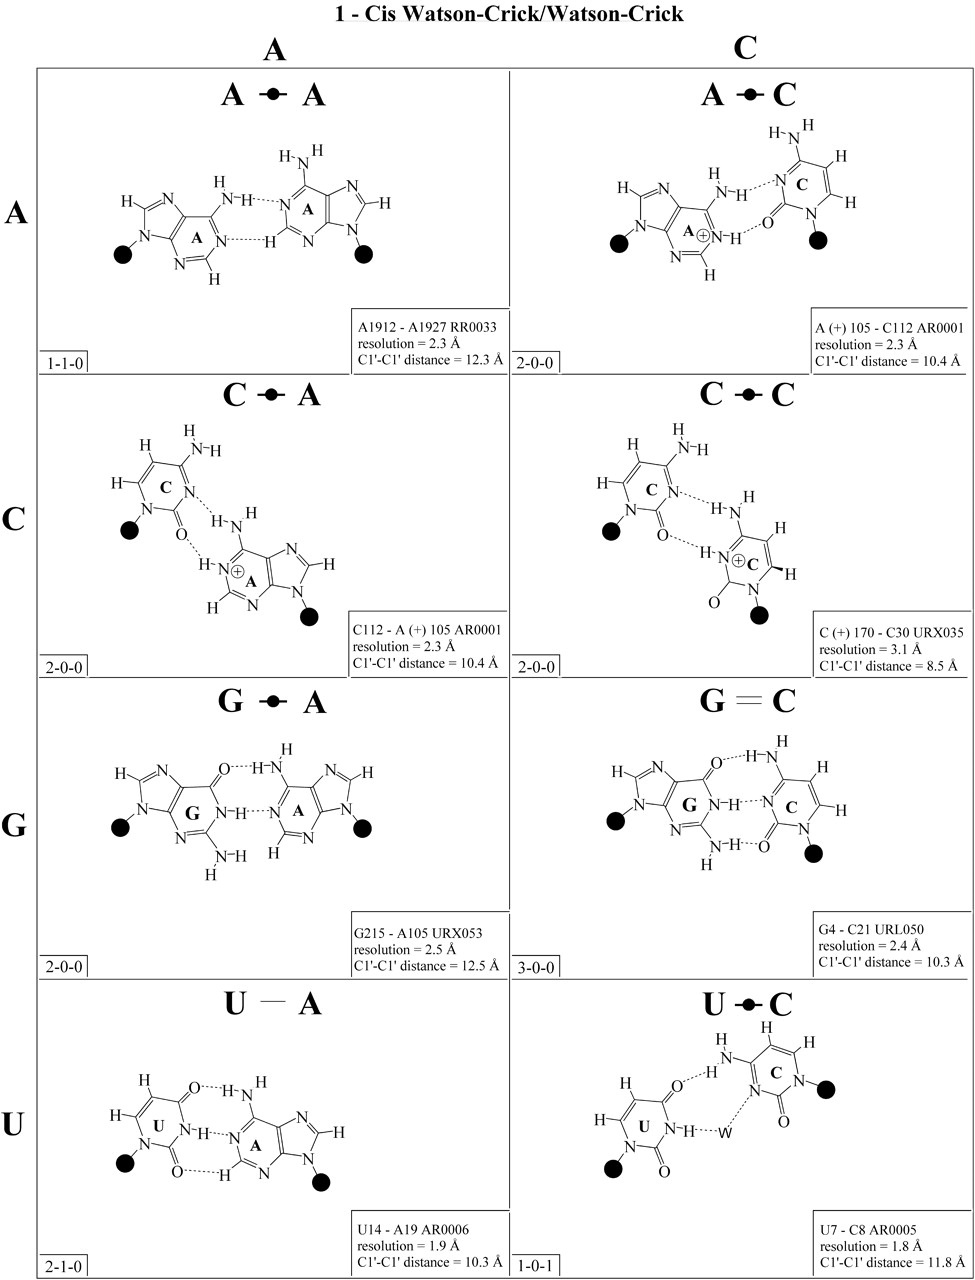 1 - Cis Watson-Crick/Watson-Crick
A C
A
A A
N N H H N A N N H H H N H N A N N N H
A1912 - A1927 RR0033
resolution = 2.3 Å
C1'-C1' distance = 12.3 Å
1-1-0
A C
H N N A + N N H N H H H H N H N C O N H H
A (+) 105 - C112 AR0001
resolution = 2.3 Å
C1'-C1' distance = 10.4 Å
2-0-0
C
C A
H H C N N O H N H H N H H N + A N H N N H
C112 - A (+) 105 AR0001
resolution = 2.3 Å
C1'-C1' distance = 10.4 Å
2-0-0
C C
H H C N N O H N H H N H H N + C O N H H
C (+) 170 - C30 URX035
resolution = 3.1 Å
C1'-C1' distance = 8.5 Å
2-0-0
G
G A
H N N G N O N H N H H H N H N A H N N N H
G215 - A105 URX053
resolution = 2.5 Å
C1'-C1' distance = 12.5 Å
2-0-0
G C
H N N G N O N H N H H H N H N C O N H H
G4 - C21 URL050
resolution = 2.4 Å
C1'-C1' distance = 10.3 Å
3-0-0
U
U A
H H U N O N H O H N H N A H N N N H
U14 - A19 AR0006
resolution = 1.9 Å
C1'-C1' distance = 10.3 Å
2-1-0
U C
H H U N O N H O W H N H N C O N H H
U7 - C8 AR0005
resolution = 1.8 Å
C1'-C1' distance = 11.8 Å
1-0-1